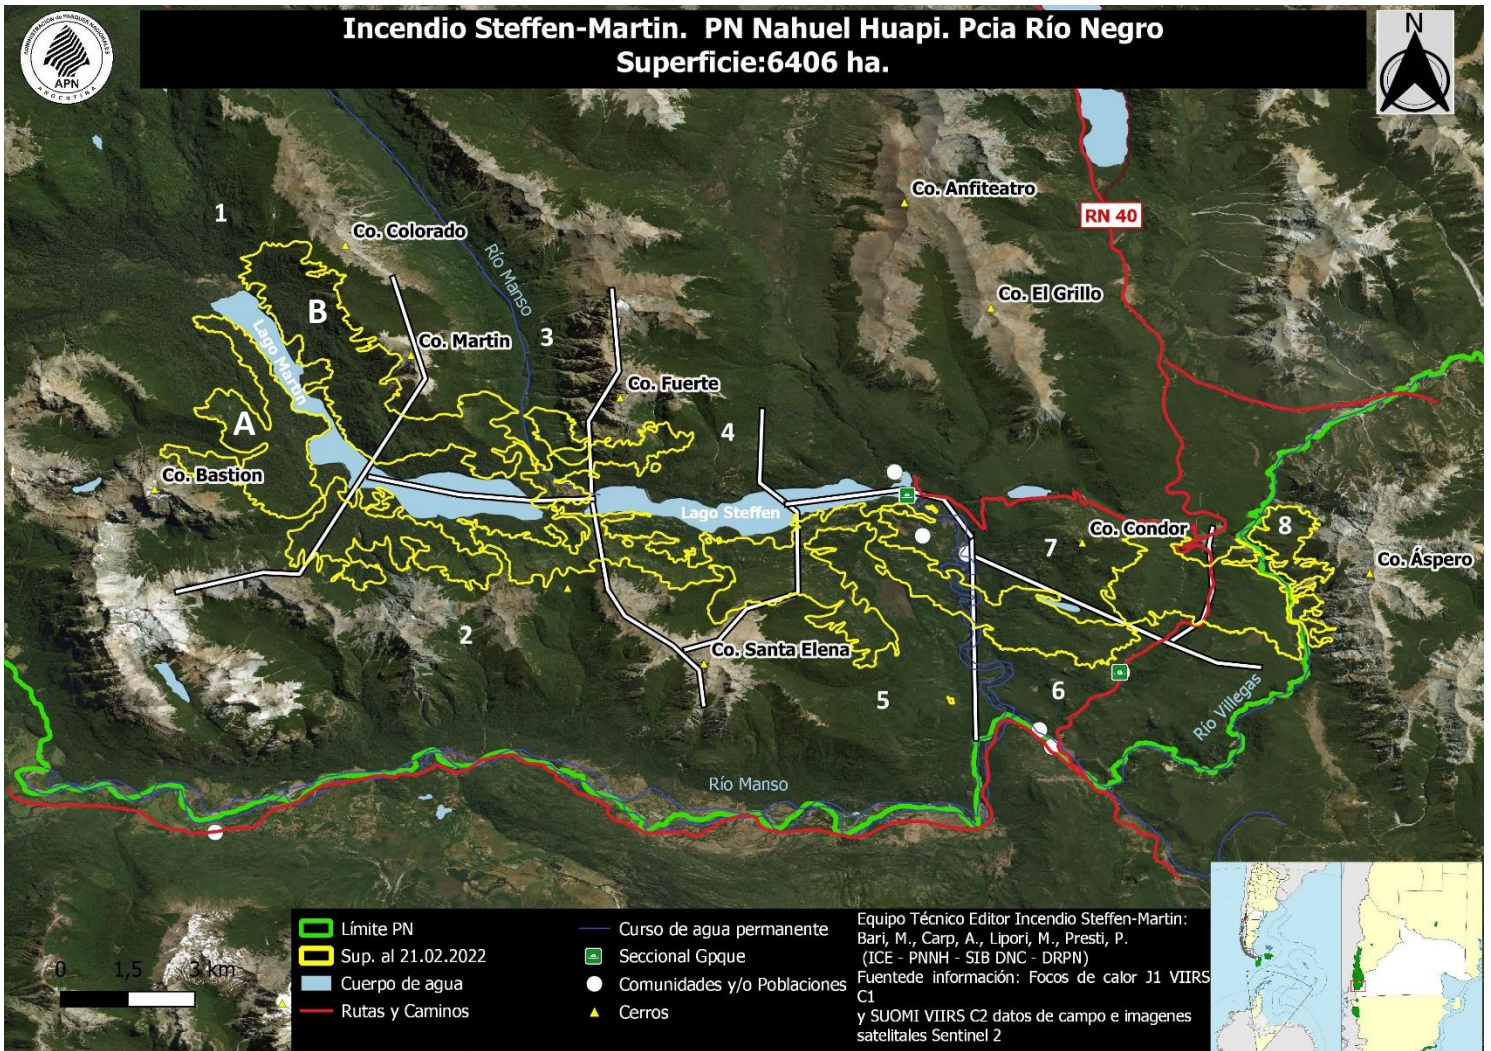 Incendio Steffen-Martin. PN Nahuel Huapi. Pcia Río Negro
Superficie:6406 ha.
ADMINISTRACIÓN de PARQUES NACIONALES
APN
ARGENTINA
N
1
Co. Colorado
Río Manso
Co. Anfiteatro
RN 40
B
Co. Martin
3
Co. El Grillo
Lago Martin
Co. Fuerte
A
4
Co. Bastion
Lago Steffen
Co. Condor
8
7
Co. Áspero
2
Co. Santa Elena
5
6
Río Villegas
Río Manso
0 1,5 3 km
Límite PN
Sup. al 21.02.2022
Cuerpo de agua
Rutas y Caminos
Curso de agua permanente
Seccional Gpque
Comunidades y/o Poblaciones
Cerros
Equipo Técnico Editor Incendio Steffen-Martin:
Bari, M., Carp, A., Lipori, M., Presti, P.
(ICE - PNNH - SIB DNC - DRPN)
Fuentede información: Focos de calor J1 VIIRS
C1
y SUOMI VIIRS C2 datos de campo e imagenes
satelitales Sentinel 2